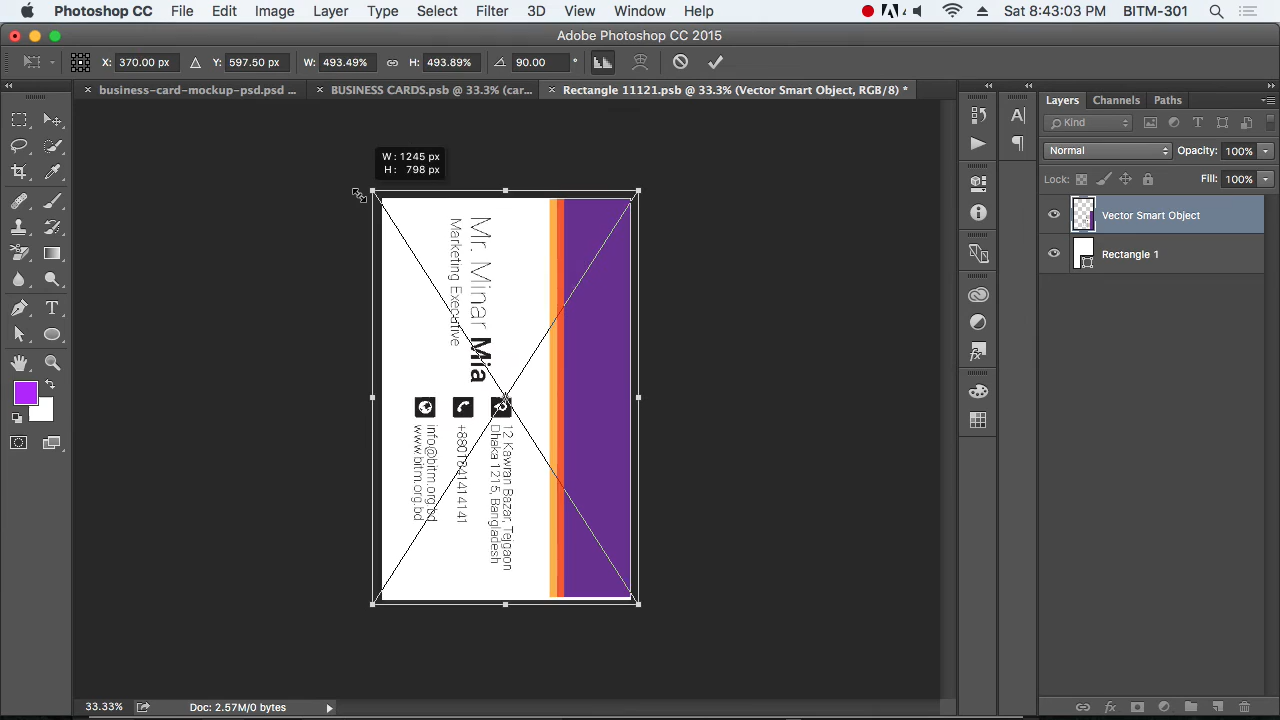 Photoshop CC File Edit Image Layer Type Select Filter 3D View Window Help 4 Sat 8:43:03 PM BITM-301
Adobe Photoshop CC 2015
X: 370.00 px Y: 597.50 px W: 493.49% H: 493.89% 90.00 °
business-card-mockup-psd.psd ... BUSINESS CARDS.psb @ 33.3% (car... Rectangle 11121.psb @ 33.3% (Vector Smart Object, RGB/8) *
Layers Channels Paths
Kind
Normal Opacity: 100%
Lock: Fill: 100%
Vector Smart Object
Rectangle 1
W: 1245 px
H: 798 px
Mr. Minar Mia
Marketing Executive
12 Kawran Bazar, Tejgaon
Dhaka 1215, Bangladesh
+8801841414141
info@bitm.org.bd
www.bitm.org.bd
33.33% Doc: 2.57M/0 bytes